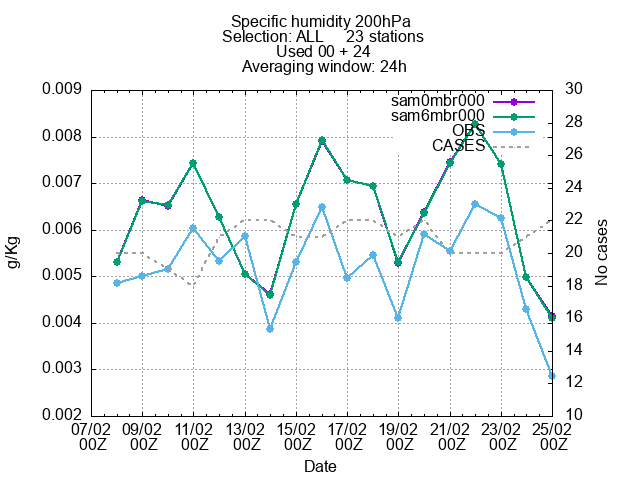 Specific humidity 200hPa
Selection: ALL 23 stations
Used 00 + 24
Averaging window: 24h
sam0mbr000
sam6mbr000
OBS
CASES
0.009
0.008
0.007
0.006
0.005
0.004
0.003
0.002
g/Kg
30
28
26
24
22
20
18
16
14
12
10
No cases
07/02 09/02 11/02 13/02 15/02 17/02 19/02 21/02 23/02 25/02
00Z 00Z 00Z 00Z 00Z 00Z 00Z 00Z 00Z 00Z
Date